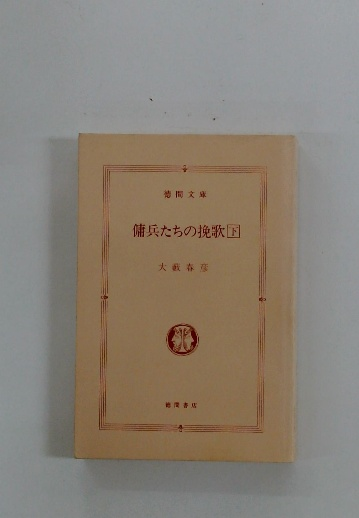 徳間文庫
傭兵たちの挽歌下
大藪春彦
徳間書店